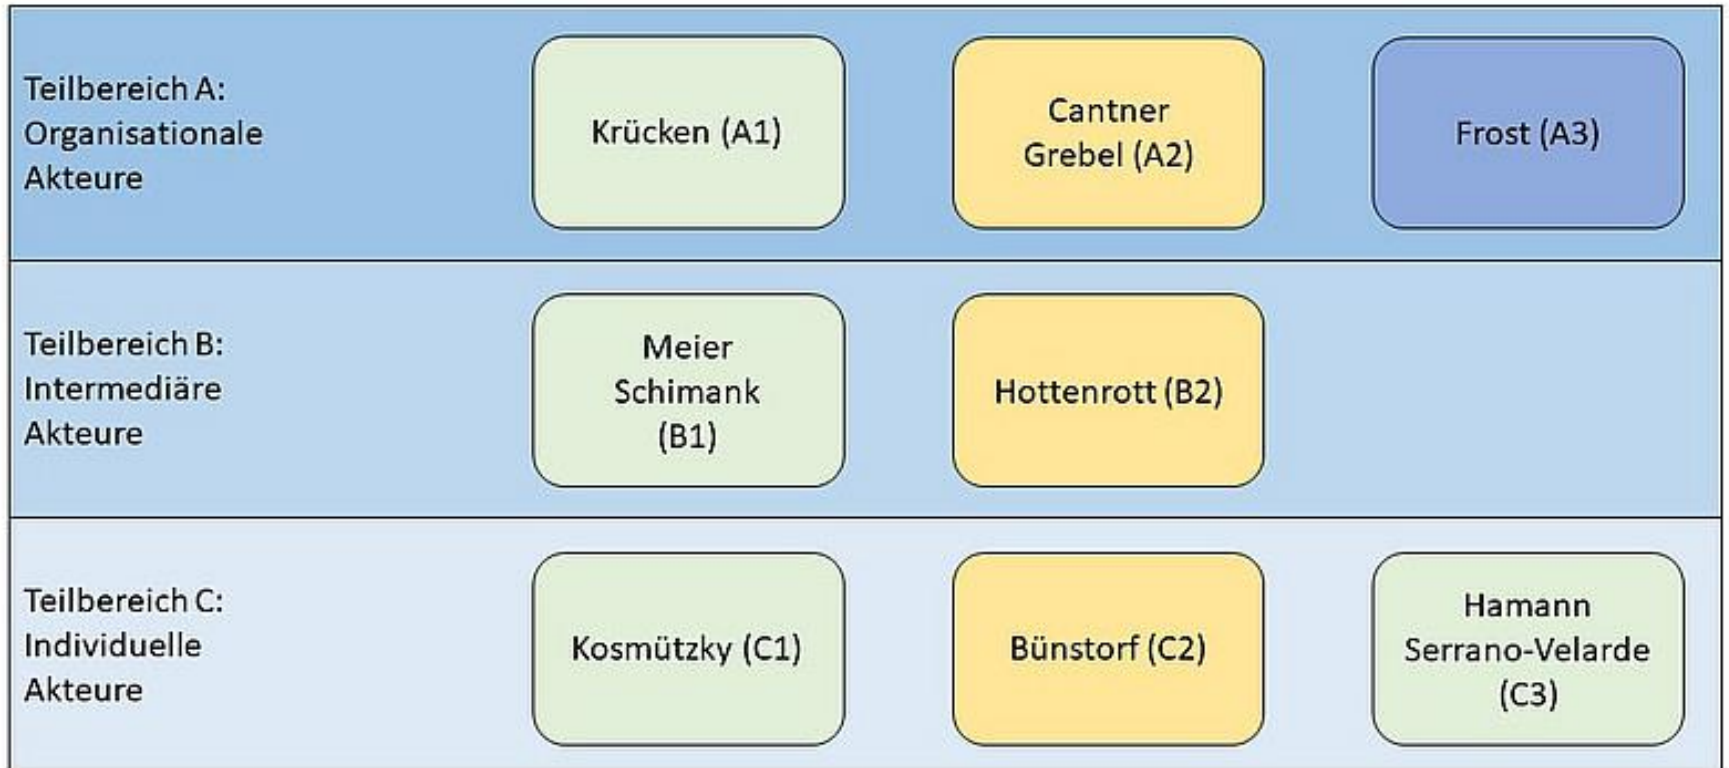 Teilbereich A:
Organisationale
Akteure
Krücken (A1)
Cantner
Grebel (A2)
Frost (A3)
Teilbereich B:
Intermediäre
Akteure
Meier
Schimank
(B1)
Hottenrott (B2)
Teilbereich C:
Individuelle
Akteure
Kosmützky (C1)
Bünstorf (C2)
Hamann
Serrano-Velarde
(C3)